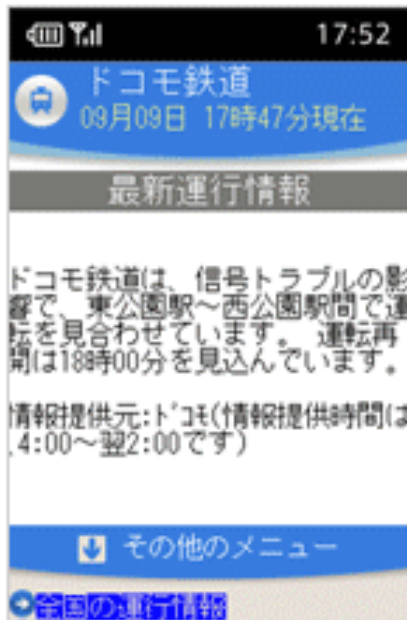 17:52
ドコモ鉄道
09月09日 17時47分現在
最新運行情報
ドコモ鉄道は、信号トラブルの影
響で、東公園駅～西公園駅間で運
転を見合わせています。 運転再
開は18時00分を見込んでいます。
情報提供元:ドコモ(情報提供時間は
4:00～翌2:00です)
その他のメニュー
全国の運行情報